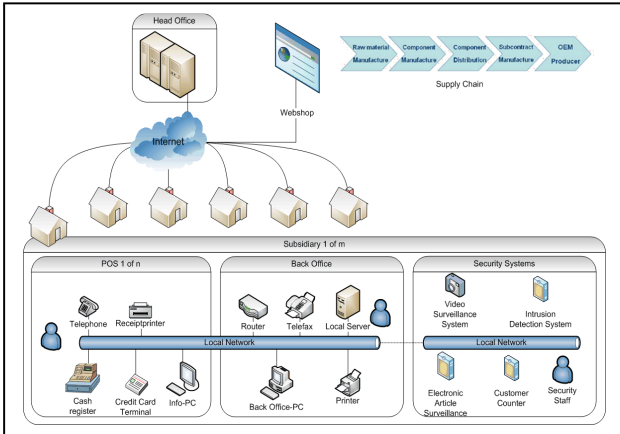 Head Office
Raw material
Manufacture
Component
Manufacture
Component
Distribution
Subcontract
Manufacture
OEM
Producer
Supply Chain
Webshop
Internet
Subsidiary 1 of m
POS 1 of n
Back Office
Security Systems
Telephone
Receiptprinter
Router
Telefax
Local Server
Video
Surveillance
System
Intrusion
Detection System
Local Network
Local Network
Cash
register
Credit Card
Terminal
Info-PC
Back Office-PC
Printer
Electronic
Article
Surveillance
Customer
Counter
Security
Staff